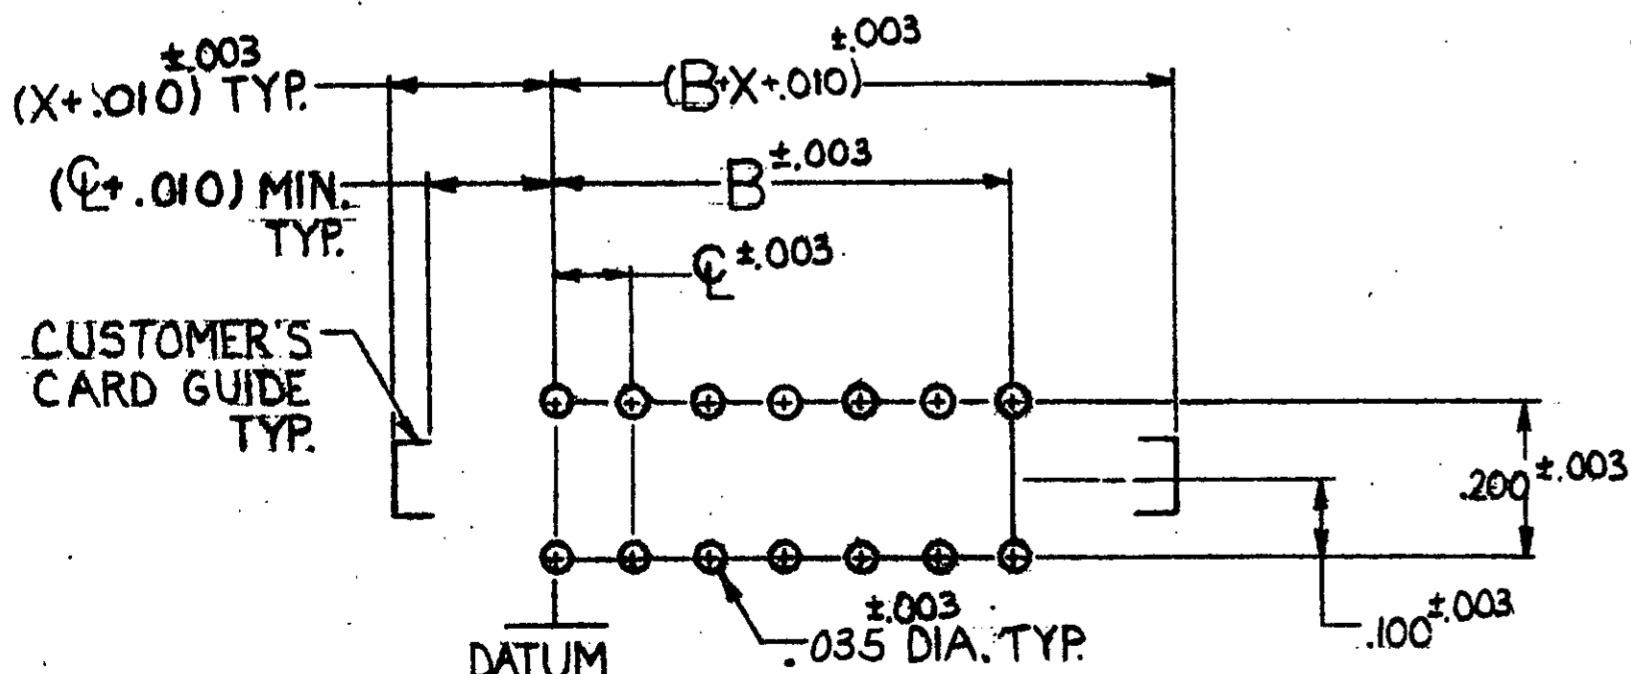 ±.003
(X+.010) TYP.
±.003
(B+X+.010)
(℄+.010) MIN.
TYP.
B ±.003
℄ ±.003
CUSTOMER'S
CARD GUIDE
TYP.
.200 ±.003
±.003
.035 DIA. TYP.
.100 ±.003
DATUM